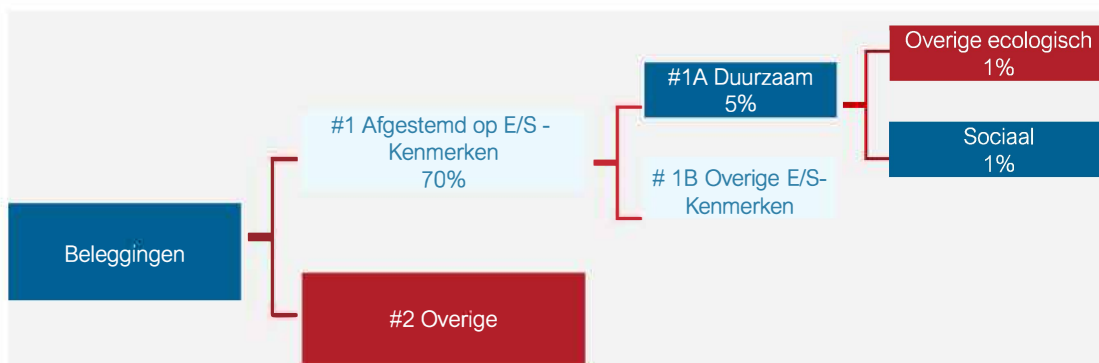 Overige ecologisch
1%
#1A Duurzaam
5%
#1 Afgestemd op E/S -
Kenmerken
70%
Sociaal
1%
# 1B Overige E/S-
Kenmerken
Beleggingen
#2 Overige